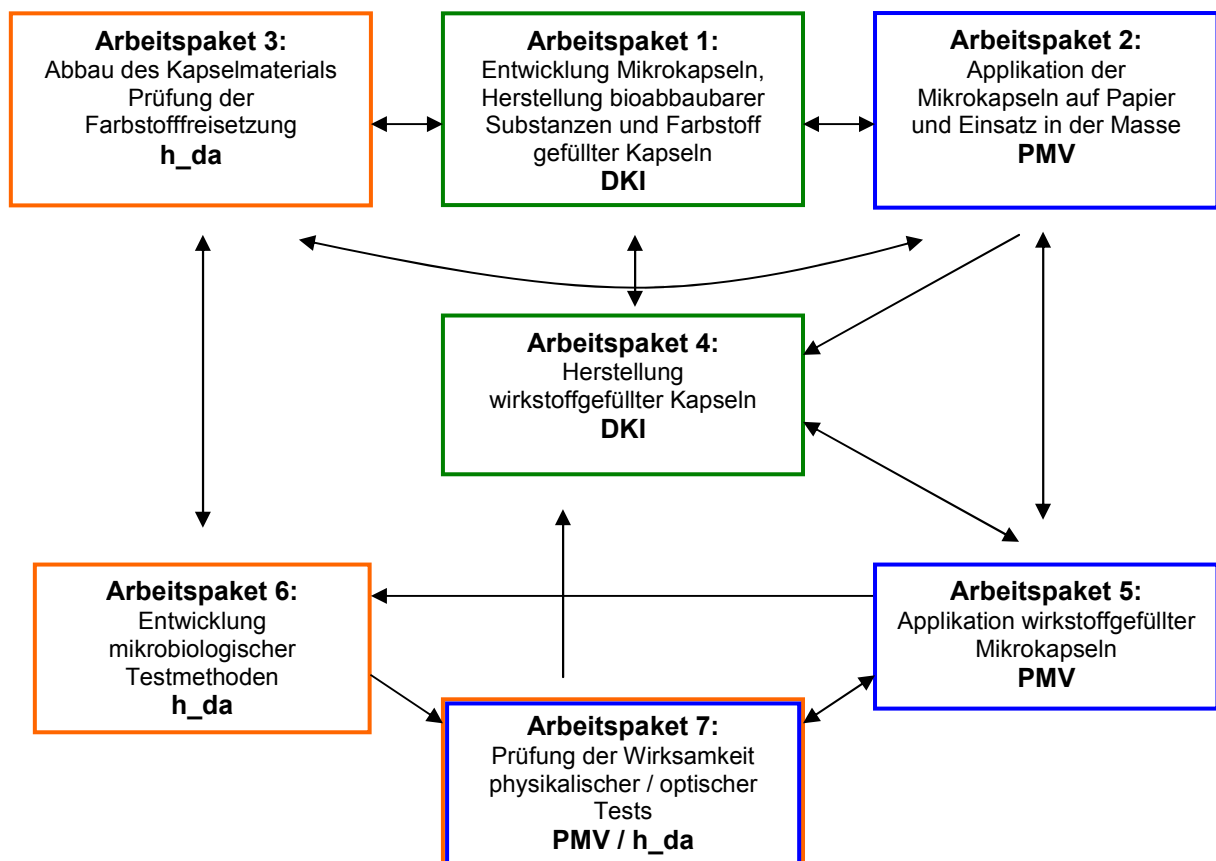 Arbeitspaket 3:
Abbau des Kapselmaterials
Prüfung der
Farbstofffreisetzung
h_da
Arbeitspaket 1:
Entwicklung Mikrokapseln,
Herstellung bioabbaubarer
Substanzen und Farbstoff
gefüllter Kapseln
DKI
Arbeitspaket 2:
Applikation der
Mikrokapseln auf Papier
und Einsatz in der Masse
PMV
Arbeitspaket 4:
Herstellung
wirkstoffgefüllter Kapseln
DKI
Arbeitspaket 6:
Entwicklung
mikrobiologischer
Testmethoden
h_da
Arbeitspaket 5:
Applikation wirkstoffgefüllter
Mikrokapseln
PMV
Arbeitspaket 7:
Prüfung der Wirksamkeit
physikalischer / optischer
Tests
PMV / h_da